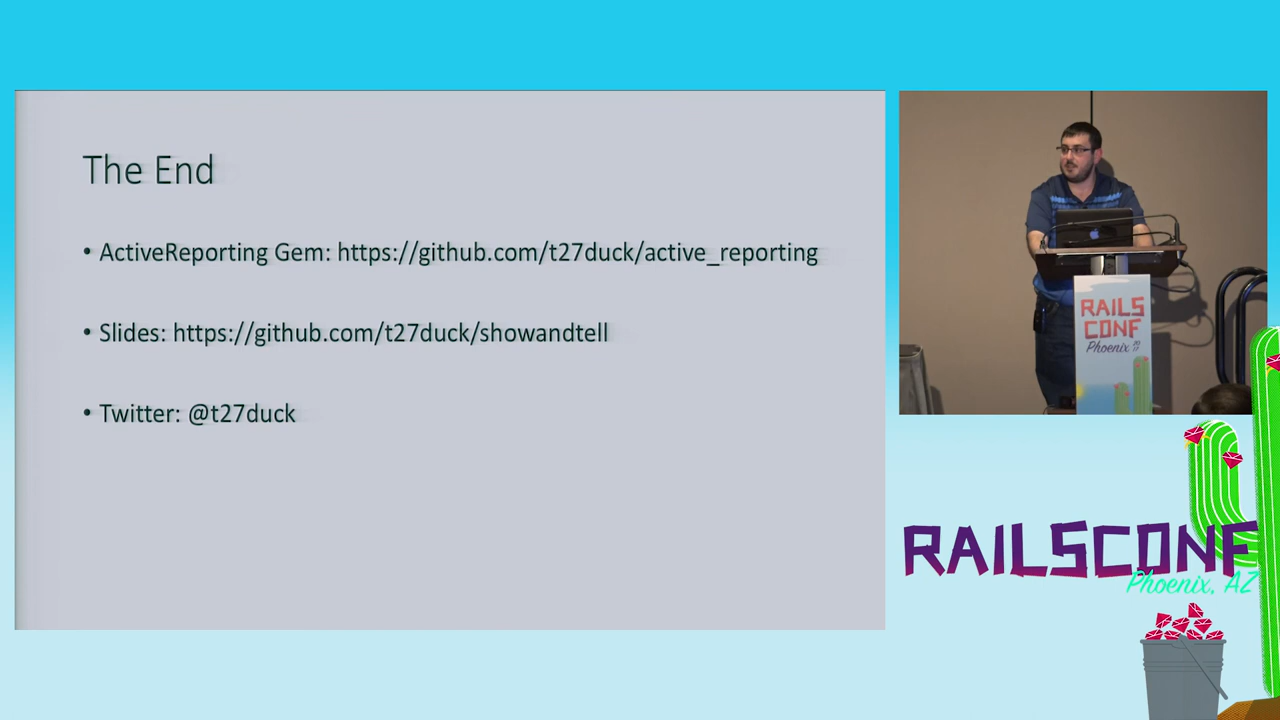 The End
• ActiveReporting Gem: https://github.com/t27duck/active_reporting
• Slides: https://github.com/t27duck/showandtell
• Twitter: @t27duck
RAILS
CONF
Phoenix 2017
RAILSCONF
Phoenix, AZ